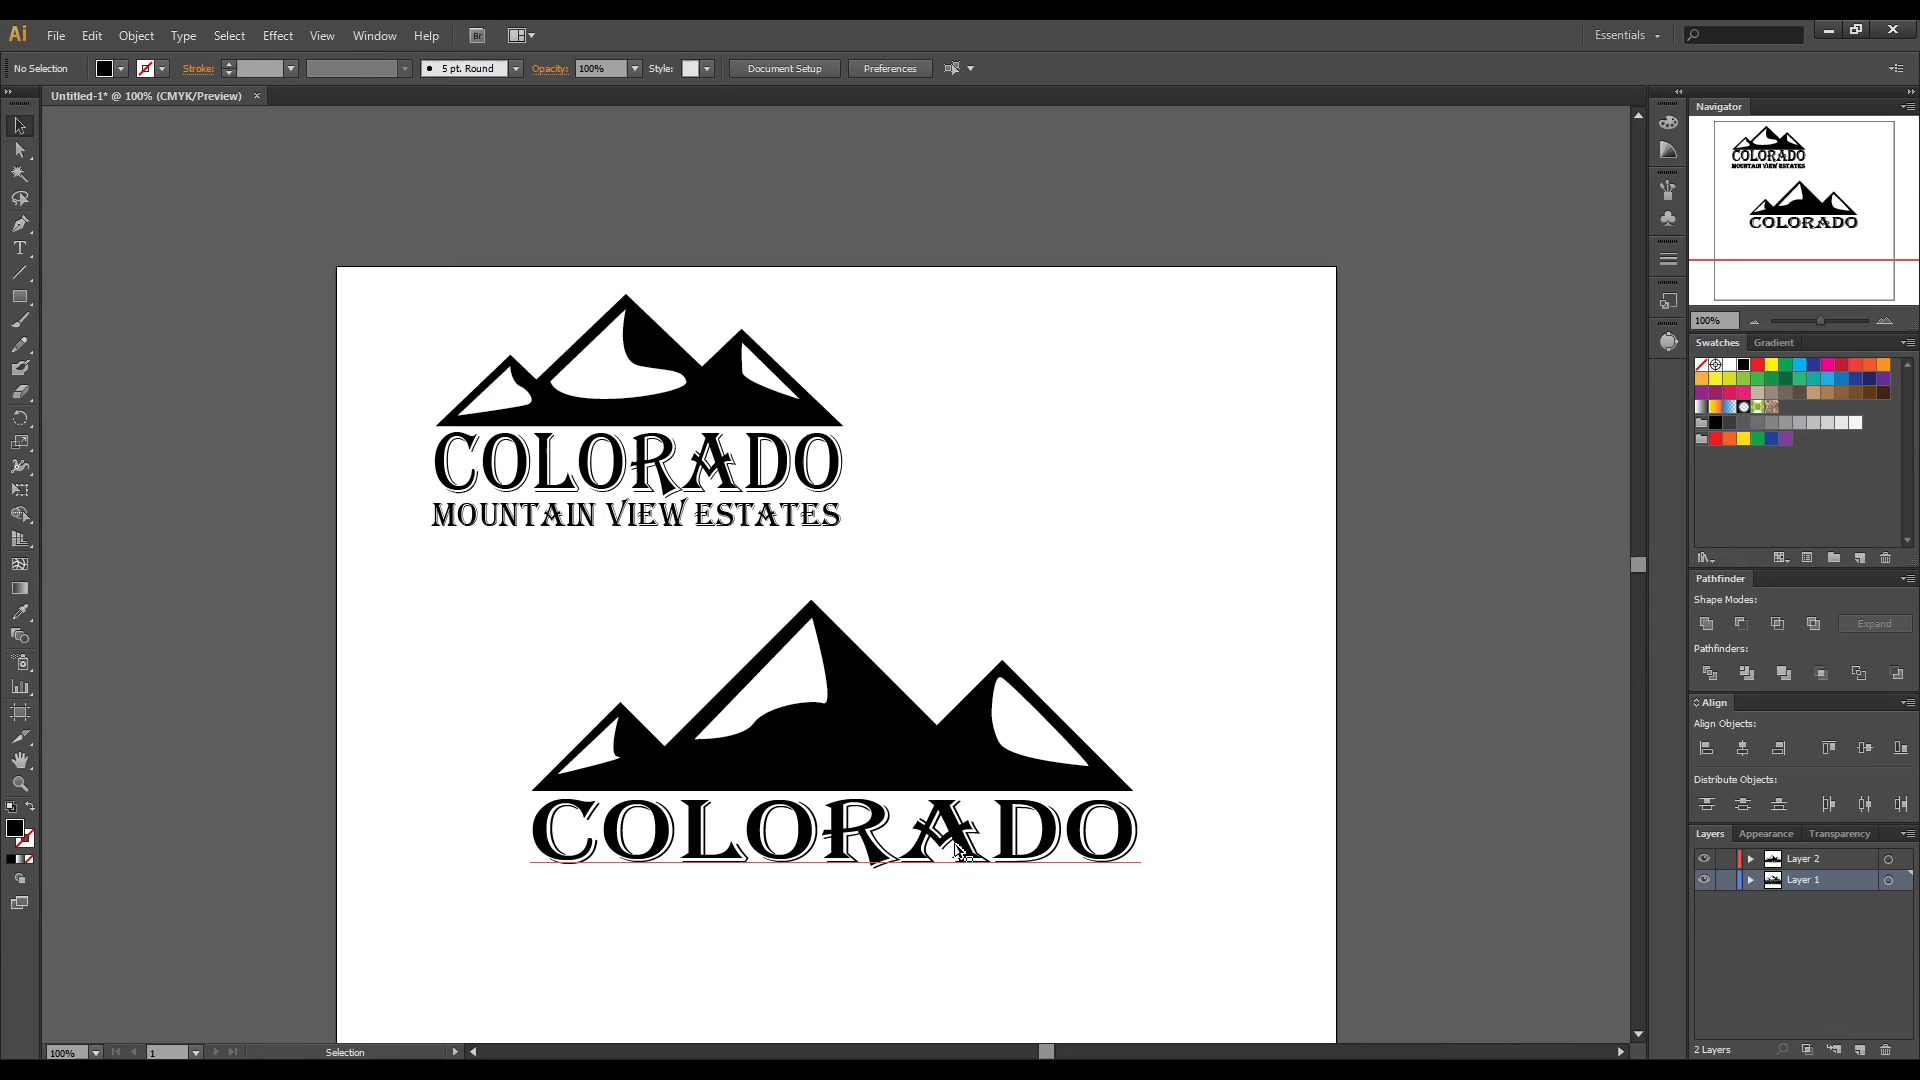 Ai File Edit Object Type Select Effect View Window Help Br Essentials
No Selection Stroke: 5 pt. Round Opacity: 100% Style: Document Setup Preferences
Untitled-1* @ 100% (CMYK/Preview) ×
Navigator
COLORADO
MOUNTAIN VIEW ESTATES
COLORADO
100%
Swatches Gradient
COLORADO
MOUNTAIN VIEW ESTATES
Pathfinder
Shape Modes:
Expand
Pathfinders:
Align
Align Objects:
Distribute Objects:
COLORADO
Layers Appearance Transparency
Layer 2
Layer 1
2 Layers
100% 1 Selection